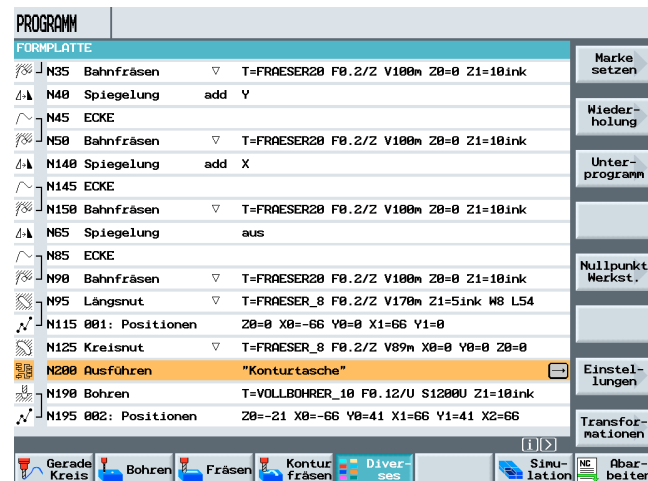 PROGRAMM
FORMPLATTE
N35 Bahnfräsen ▽ T=FRAESER20 F0.2/Z V100m Z0=0 Z1=10ink
N40 Spiegelung add Y
N45 ECKE
N50 Bahnfräsen ▽ T=FRAESER20 F0.2/Z V100m Z0=0 Z1=10ink
N140 Spiegelung add X
N145 ECKE
N150 Bahnfräsen ▽ T=FRAESER20 F0.2/Z V100m Z0=0 Z1=10ink
N65 Spiegelung aus
N85 ECKE
N90 Bahnfräsen ▽ T=FRAESER20 F0.2/Z V100m Z0=0 Z1=10ink
N95 Längsnut ▽ T=FRAESER_8 F0.2/Z V170m Z1=5ink W8 L54
N115 001: Positionen Z0=0 X0=-66 Y0=0 X1=66 Y1=0
N125 Kreisnut ▽ T=FRAESER_8 F0.2/Z V89m X0=0 Y0=0 Z0=0
N200 Ausführen "Konturtasche" →
N190 Bohren T=VOLLBOHRER_10 F0.12/U S1200U Z1=10ink
N195 002: Positionen Z0=-21 X0=-66 Y0=41 X1=66 Y1=41 X2=66
i >
Marke
setzen
Wieder-
holung
Unter-
programm
Nullpunkt
Werkst.
Einstel-
lungen
Transfor-
mationen
Gerade
Kreis
Bohren
Fräsen
Kontur
fräsen
Diver-
ses
Simu-
lation
NC Abar-
beiten